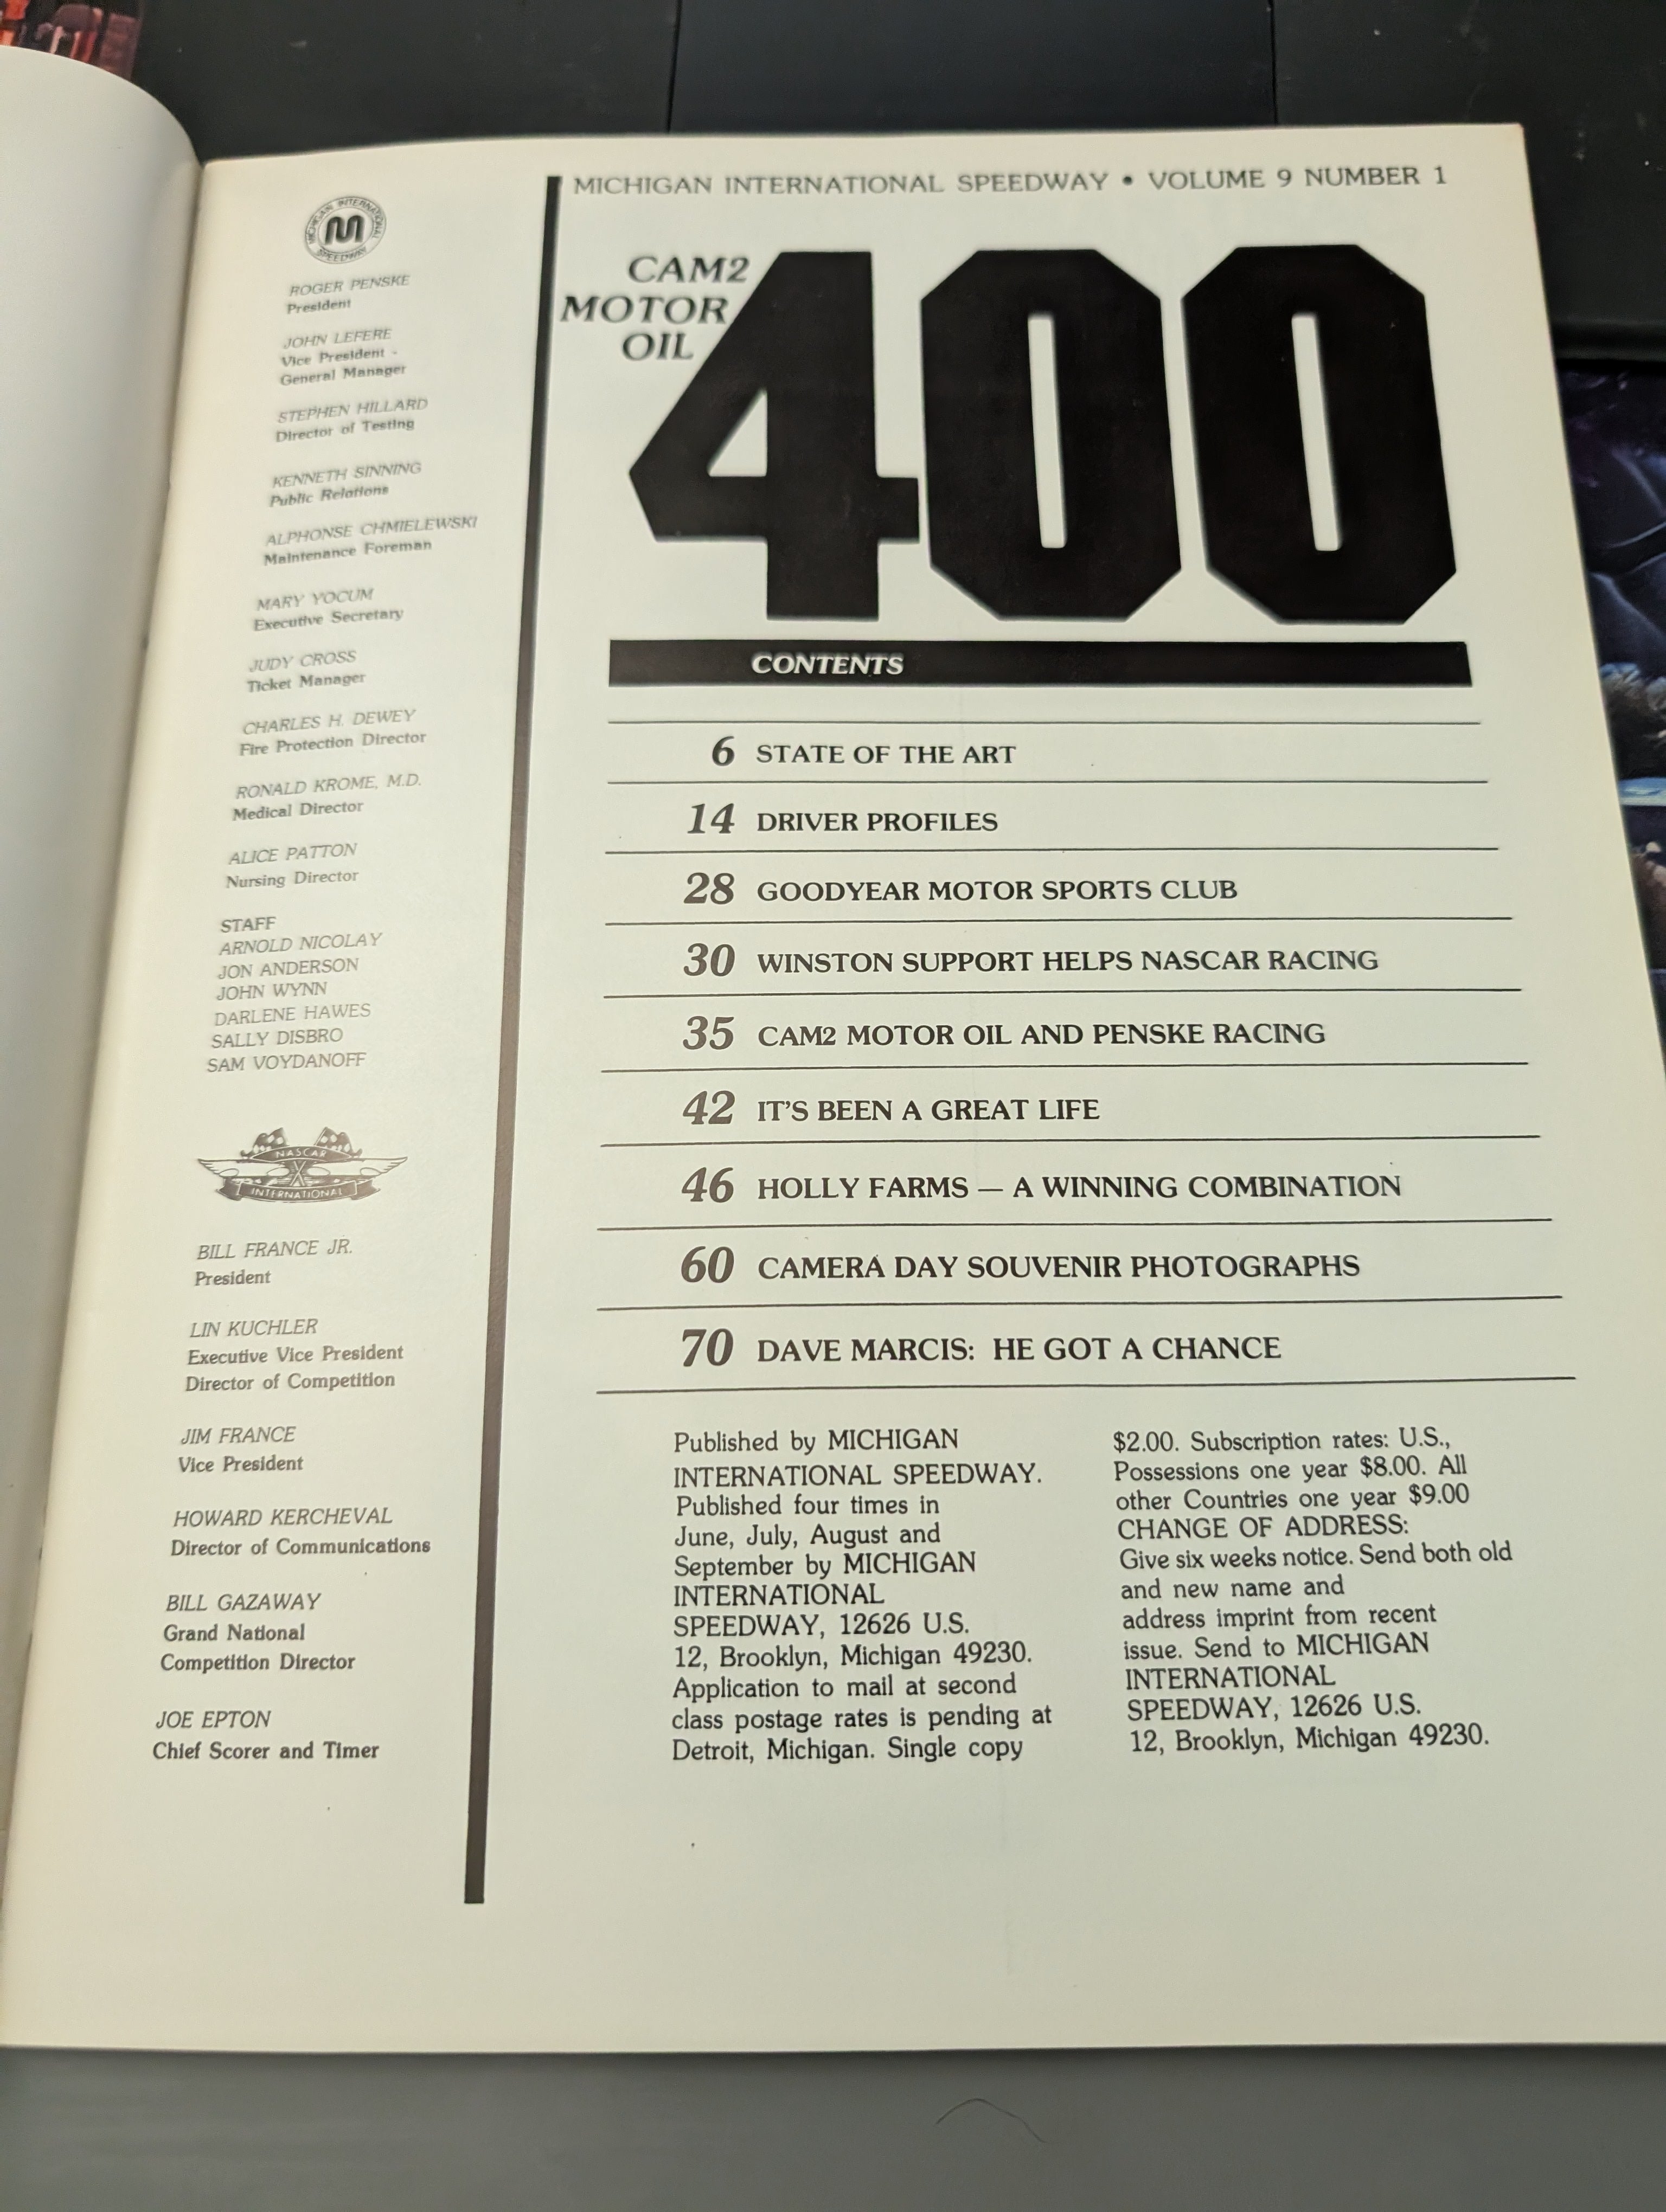 MICHIGAN INTERNATIONAL
M
SPEEDWAY
ROGER PENSKE
President
JOHN LEFERE
Vice President -
General Manager
STEPHEN HILLARD
Director of Testing
KENNETH SINNING
Public Relations
ALPHONSE CHMIELEWSKI
Maintenance Foreman
MARY YOCUM
Executive Secretary
JUDY CROSS
Ticket Manager
CHARLES H. DEWEY
Fire Protection Director
RONALD KROME, M.D.
Medical Director
ALICE PATTON
Nursing Director
STAFF
ARNOLD NICOLAY
JON ANDERSON
JOHN WYNN
DARLENE HAWES
SALLY DISBRO
SAM VOYDANOFF
NASCAR
INTERNATIONAL
BILL FRANCE JR.
President
LIN KUCHLER
Executive Vice President
Director of Competition
JIM FRANCE
Vice President
HOWARD KERCHEVAL
Director of Communications
BILL GAZAWAY
Grand National
Competition Director
JOE EPTON
Chief Scorer and Timer
MICHIGAN INTERNATIONAL SPEEDWAY • VOLUME 9 NUMBER 1
CAM2
MOTOR
OIL
400
CONTENTS
6 STATE OF THE ART
14 DRIVER PROFILES
28 GOODYEAR MOTOR SPORTS CLUB
30 WINSTON SUPPORT HELPS NASCAR RACING
35 CAM2 MOTOR OIL AND PENSKE RACING
42 IT'S BEEN A GREAT LIFE
46 HOLLY FARMS — A WINNING COMBINATION
60 CAMERA DAY SOUVENIR PHOTOGRAPHS
70 DAVE MARCIS: HE GOT A CHANCE
Published by MICHIGAN
INTERNATIONAL SPEEDWAY.
Published four times in
June, July, August and
September by MICHIGAN
INTERNATIONAL
SPEEDWAY, 12626 U.S.
12, Brooklyn, Michigan 49230.
Application to mail at second
class postage rates is pending at
Detroit, Michigan. Single copy
$2.00. Subscription rates: U.S.,
Possessions one year $8.00. All
other Countries one year $9.00
CHANGE OF ADDRESS:
Give six weeks notice. Send both old
and new name and
address imprint from recent
issue. Send to MICHIGAN
INTERNATIONAL
SPEEDWAY, 12626 U.S.
12, Brooklyn, Michigan 49230.